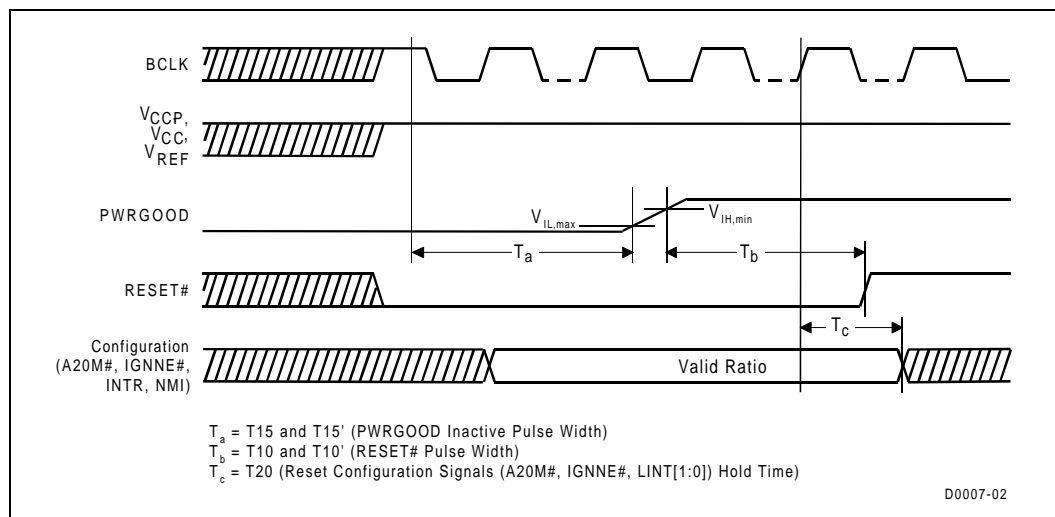 BCLK
VCCP,
VCC,
VREF
PWRGOOD
VIL,max
VIH,min
Ta
Tb
RESET#
Tc
Configuration
(A20M#, IGNNE#,
INTR, NMI)
Valid Ratio
Ta = T15 and T15' (PWRGOOD Inactive Pulse Width)
Tb = T10 and T10' (RESET# Pulse Width)
Tc = T20 (Reset Configuration Signals (A20M#, IGNNE#, LINT[1:0]) Hold Time)
D0007-02